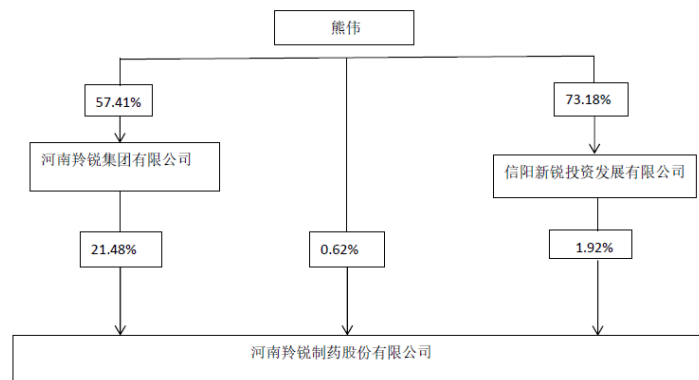 熊伟
57.41%
73.18%
河南羚锐集团有限公司
信阳新锐投资发展有限公司
21.48%
0.62%
1.92%
河南羚锐制药股份有限公司